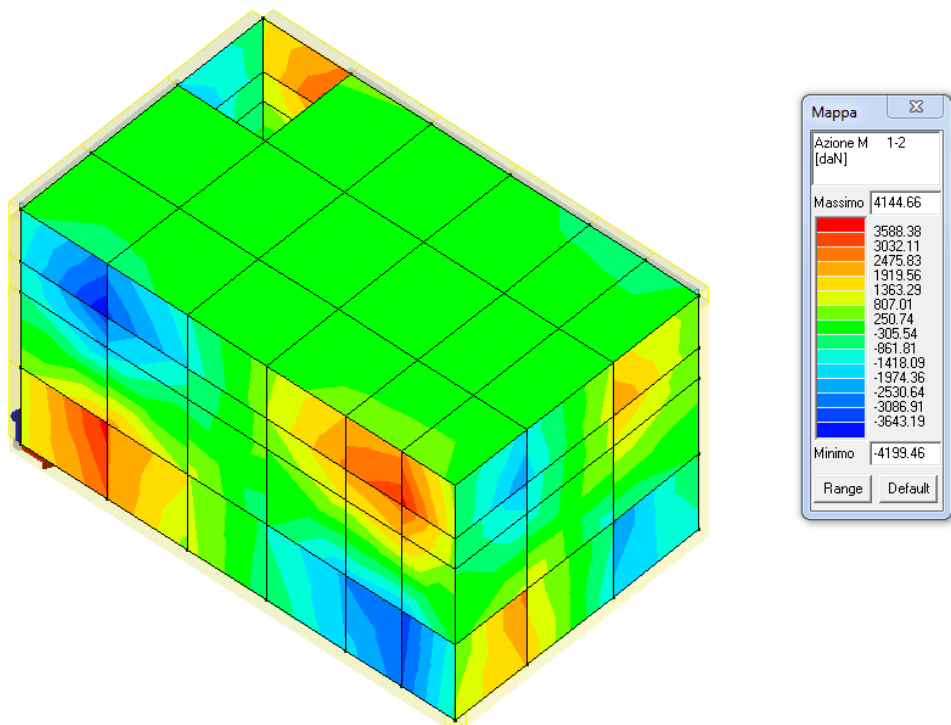 Mappa
Azione M 1-2
[daN]
Massimo 4144.66
3588.38
3032.11
2475.83
1919.56
1363.29
807.01
250.74
-305.54
-861.81
-1418.09
-1974.36
-2530.64
-3086.91
-3643.19
Minimo -4199.46
Range Default